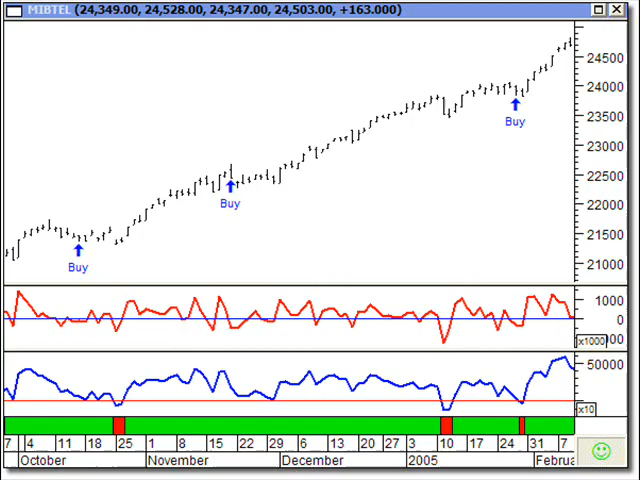 MIBTEL (24,349.00, 24,528.00, 24,347.00, 24,503.00, +163.000)
24500
24000
23500
Buy
23000
22500
Buy
22000
21500
Buy
21000
1000
0
[x1000]
50000
x10
7 4 11 18 25 1 8 15 22 29 6 13 20 27 3 10 17 24 31 7
October November December 2005 Februa